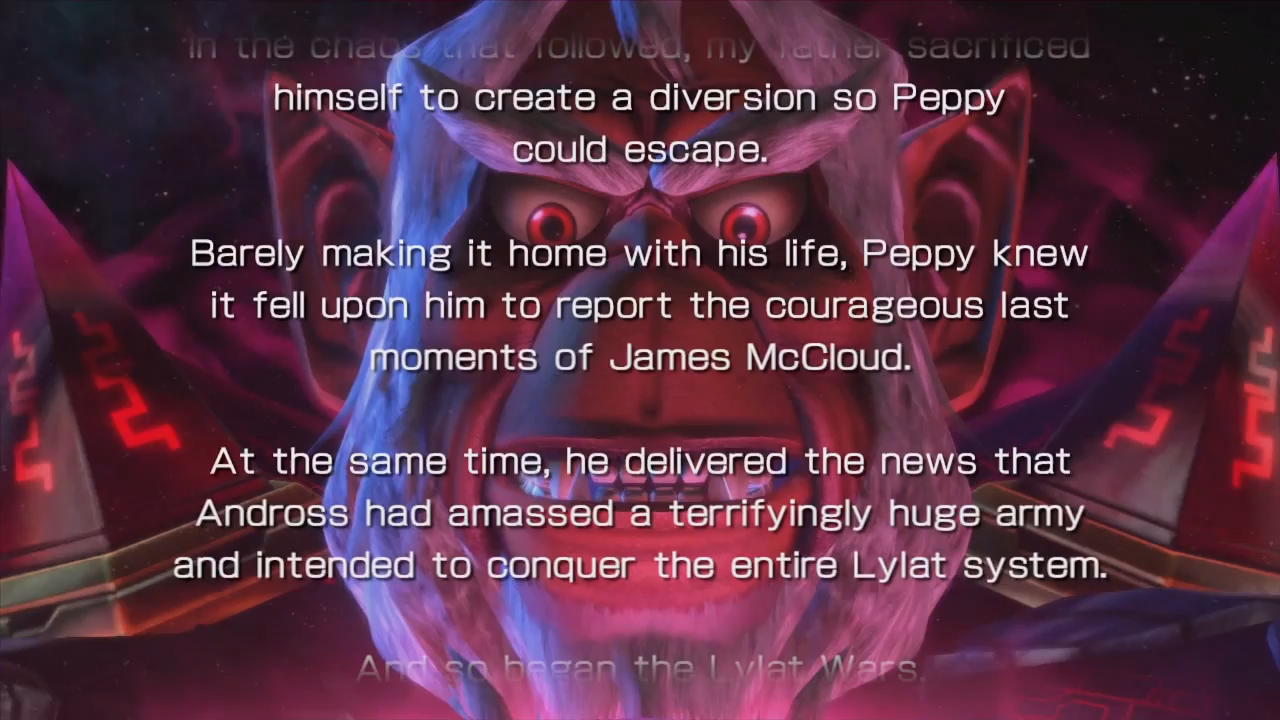 In the chaos that followed, my father sacrificed
himself to create a diversion so Peppy
could escape.
Barely making it home with his life, Peppy knew
it fell upon him to report the courageous last
moments of James McCloud.
At the same time, he delivered the news that
Andross had amassed a terrifyingly huge army
and intended to conquer the entire Lylat system.
And so began the Lylat Wars.